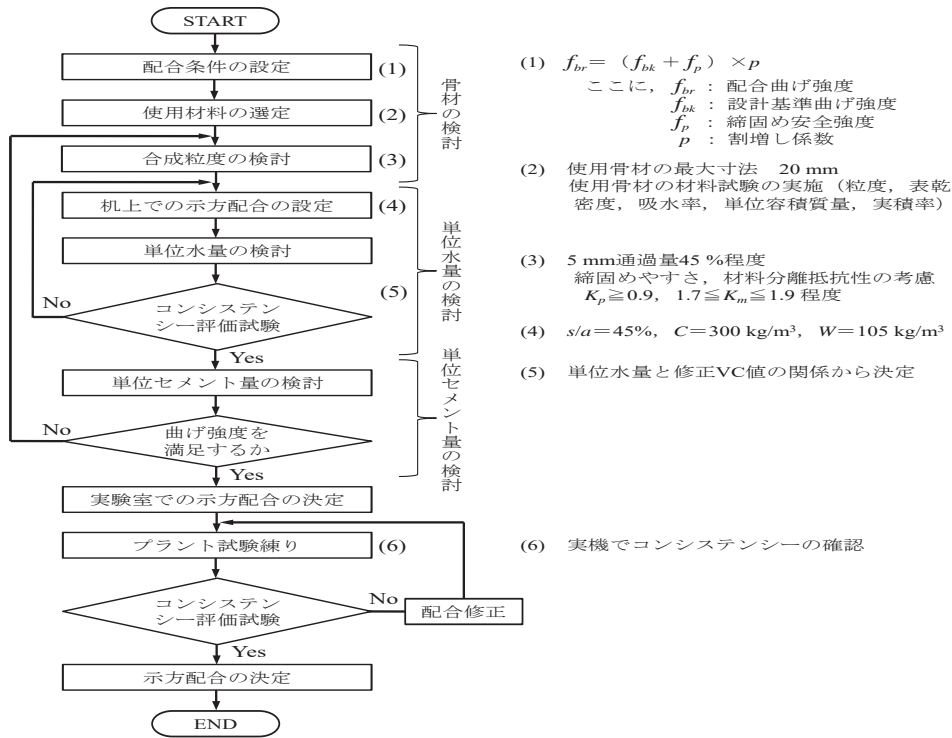 START
配合条件の設定
(1)
使用材料の選定
(2)
合成粒度の検討
(3)
骨材の検討
机上での示方配合の設定
(4)
単位水量の検討
No
コンシステン
シー評価試験
(5)
Yes
単位水量の検討
単位セメント量の検討
No
曲げ強度を
満足するか
Yes
単位セメント量の検討
実験室での示方配合の決定
プラント試験練り
(6)
コンシステン
シー評価試験
No
配合修正
Yes
示方配合の決定
END
(1) fbr= (fbk + fp) ×p
ここに, fbr : 配合曲げ強度
fbk : 設計基準曲げ強度
fp : 締固め安全強度
p : 割増し係数
(2) 使用骨材の最大寸法 20 mm
使用骨材の材料試験の実施(粒度, 表乾
密度, 吸水率, 単位容積質量, 実積率)
(3) 5 mm通過量45 %程度
締固めやすさ, 材料分離抵抗性の考慮
Kp≧0.9, 1.7≦Km≦1.9 程度
(4) s/a=45%, C=300 kg/m³, W=105 kg/m³
(5) 単位水量と修正VC値の関係から決定
(6) 実機でコンシステンシーの確認